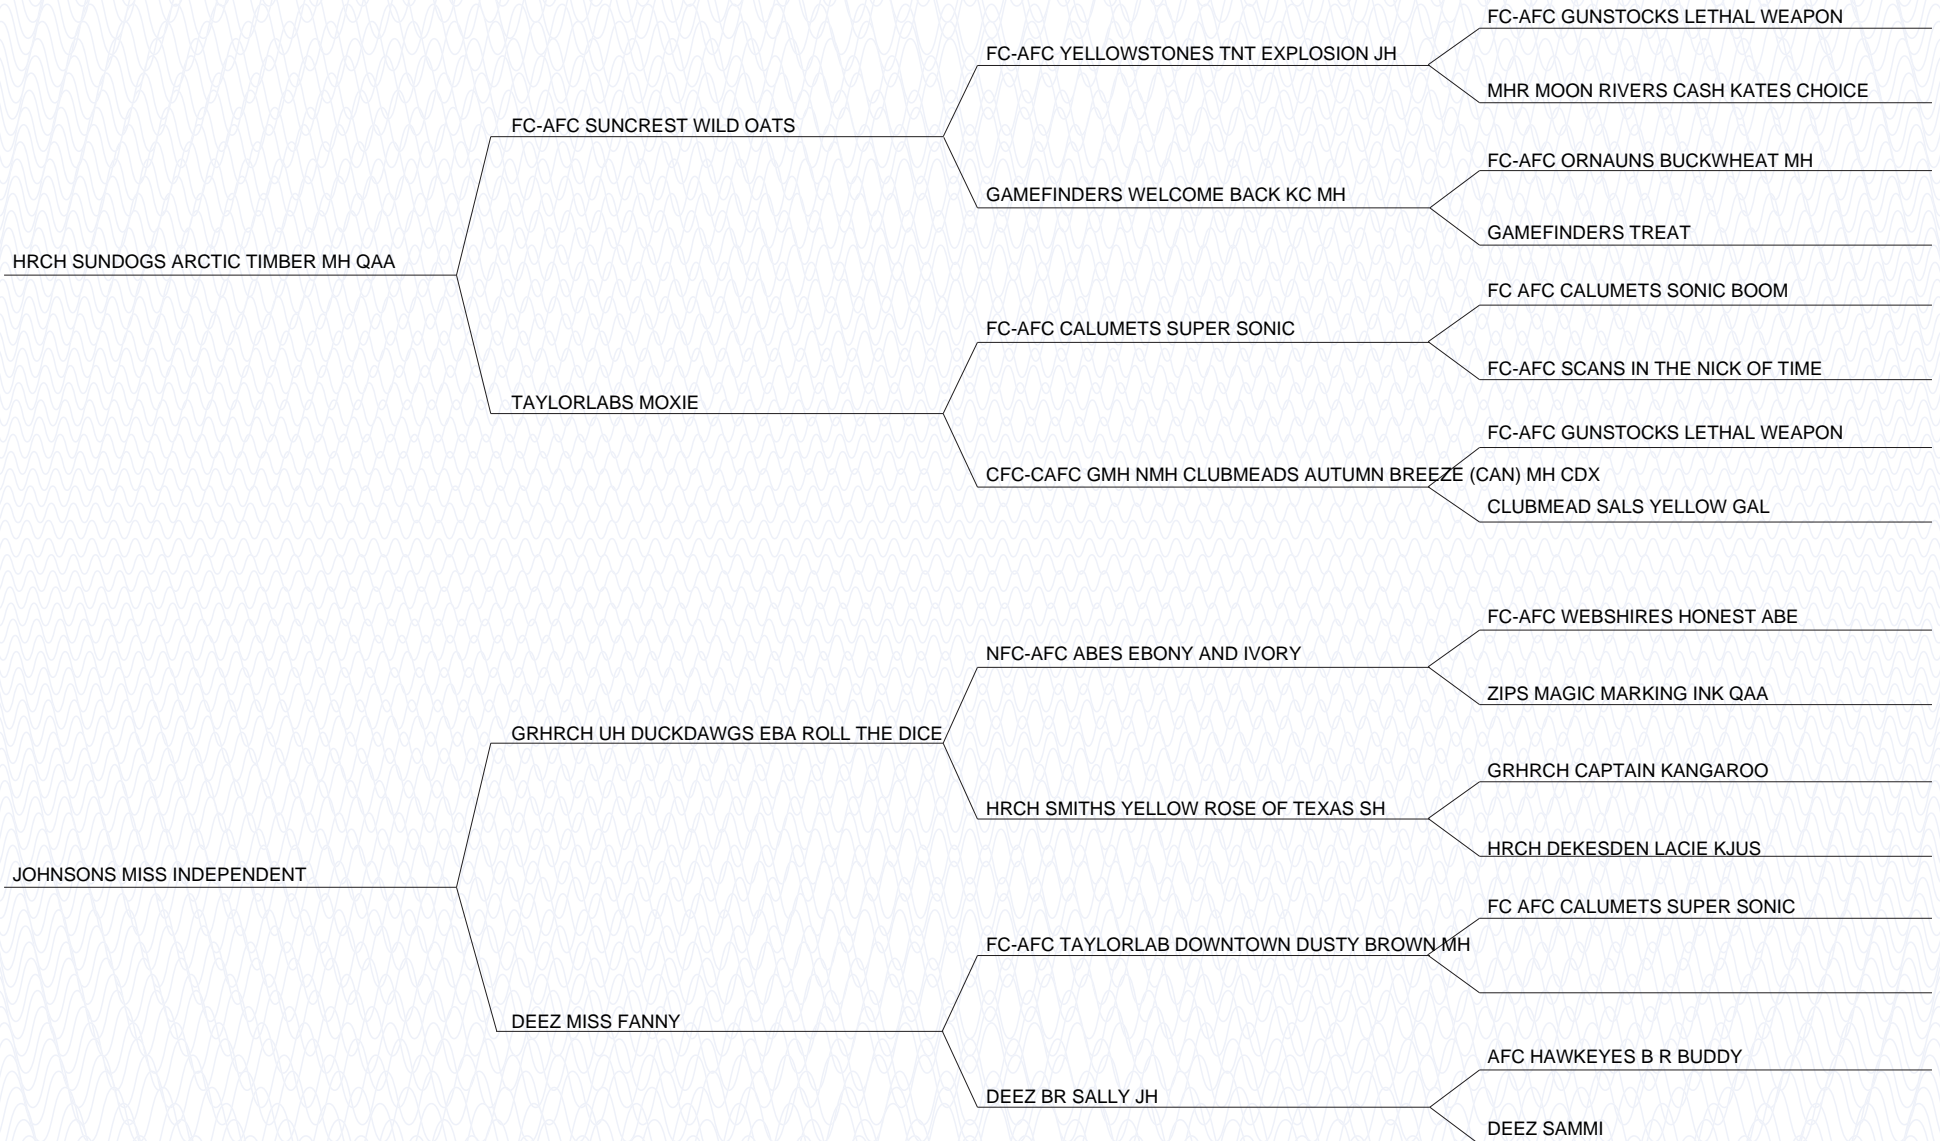 FC-AFC GUNSTOCKS LETHAL WEAPON
FC-AFC YELLOWSTONES TNT EXPLOSION JH
MHR MOON RIVERS CASH KATES CHOICE
FC-AFC SUNCREST WILD OATS
FC-AFC ORNAUNS BUCKWHEAT MH
GAMEFINDERS WELCOME BACK KC MH
GAMEFINDERS TREAT
HRCH SUNDOGS ARCTIC TIMBER MH QAA
FC AFC CALUMETS SONIC BOOM
FC-AFC CALUMETS SUPER SONIC
FC-AFC SCANS IN THE NICK OF TIME
TAYLORLABS MOXIE
FC-AFC GUNSTOCKS LETHAL WEAPON
CFC-CAFC GMH NMH CLUBMEADS AUTUMN BREEZE (CAN) MH CDX
CLUBMEAD SALS YELLOW GAL
FC-AFC WEBSHIRES HONEST ABE
NFC-AFC ABES EBONY AND IVORY
ZIPS MAGIC MARKING INK QAA
GRHRCH UH DUCKDAWGS EBA ROLL THE DICE
GRHRCH CAPTAIN KANGAROO
HRCH SMITHS YELLOW ROSE OF TEXAS SH
HRCH DEKESDEN LACIE KJUS
JOHNSONS MISS INDEPENDENT
FC AFC CALUMETS SUPER SONIC
FC-AFC TAYLORLAB DOWNTOWN DUSTY BROWN MH
DEEZ MISS FANNY
AFC HAWKEYES B R BUDDY
DEEZ BR SALLY JH
DEEZ SAMMI